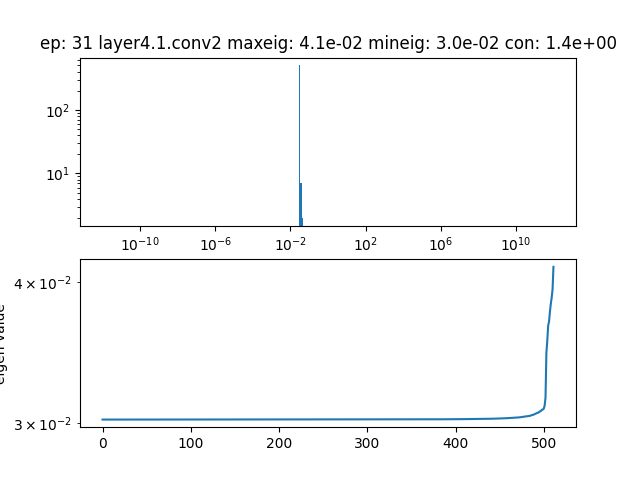 ep: 31 layer4.1.conv2 maxeig: 4.1e-02 mineig: 3.0e-02 con: 1.4e+00
10²
10¹
10⁻¹⁰ 10⁻⁶ 10⁻² 10² 10⁶ 10¹⁰
4 × 10⁻²
eigen value
3 × 10⁻²
0 100 200 300 400 500